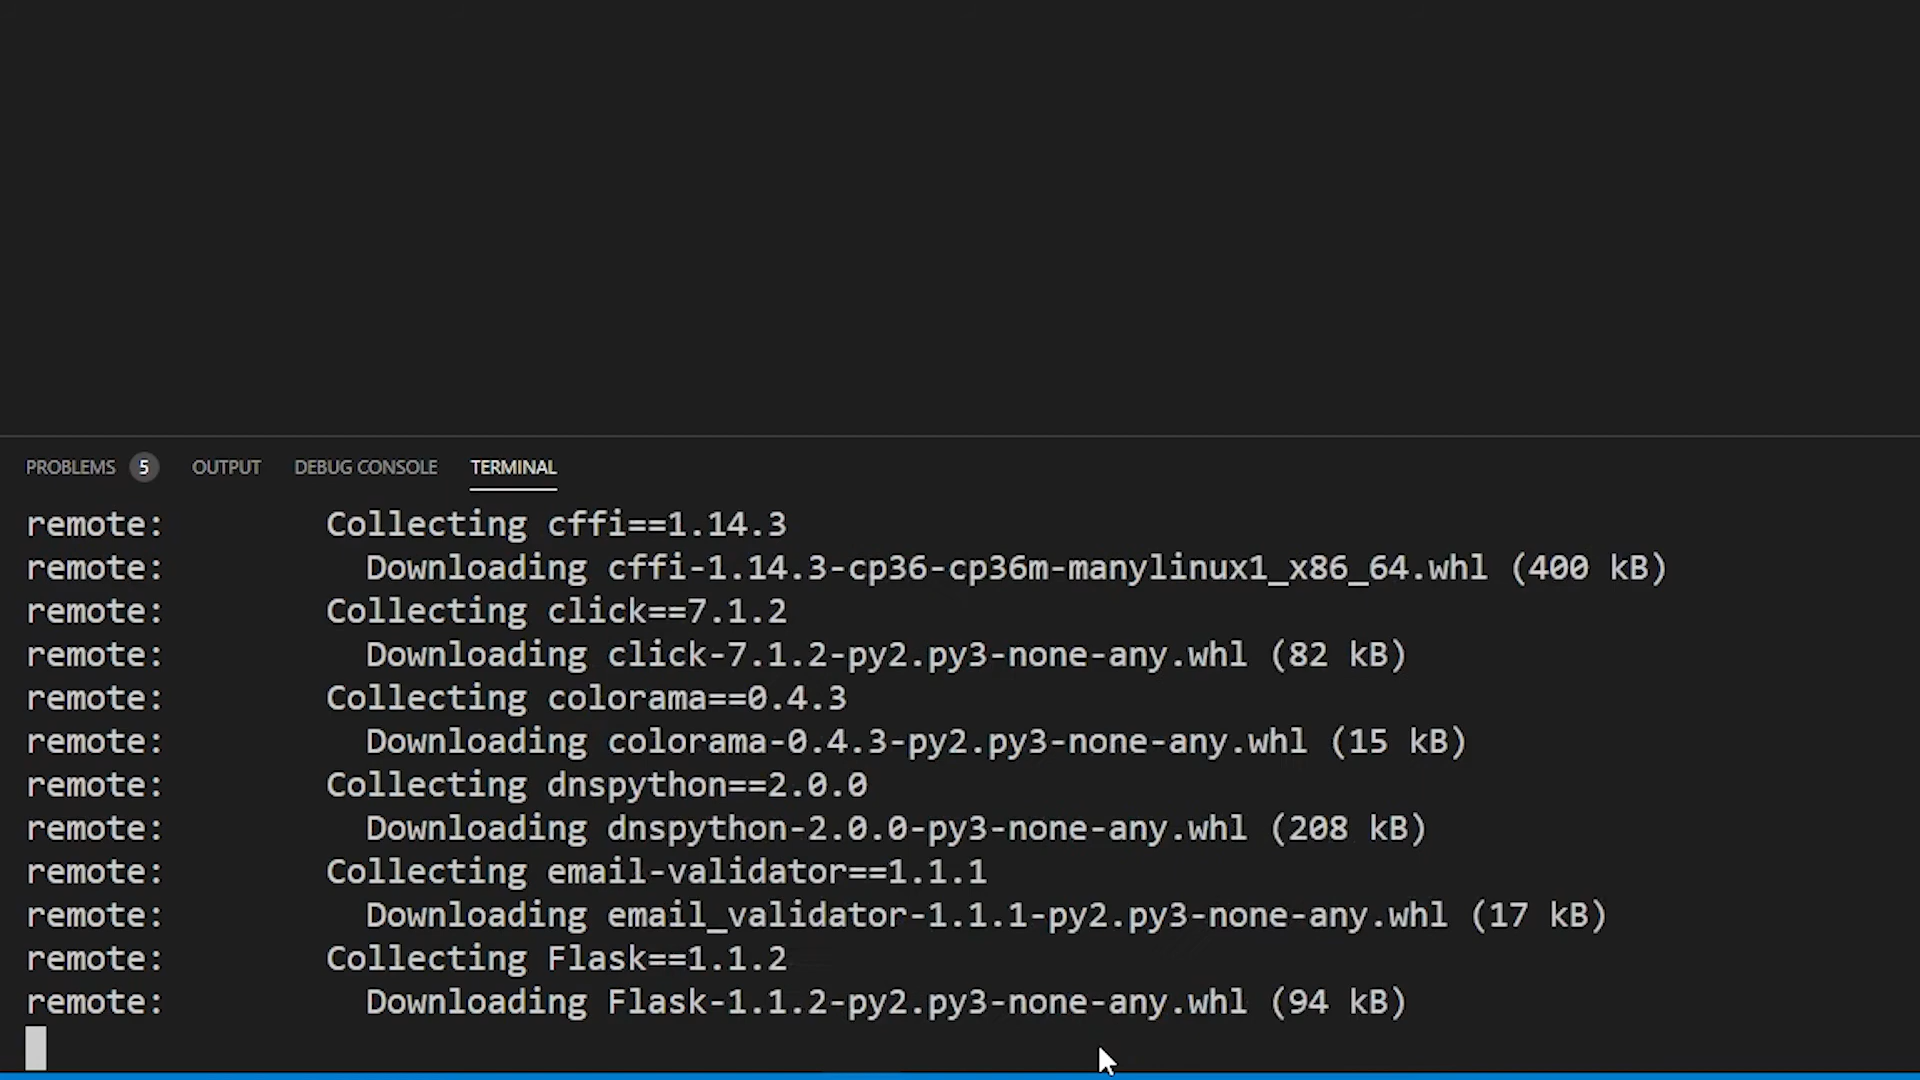 PROBLEMS 5 OUTPUT DEBUG CONSOLE TERMINAL
remote:        Collecting cffi==1.14.3
remote:          Downloading cffi-1.14.3-cp36-cp36m-manylinux1_x86_64.whl (400 kB)
remote:        Collecting click==7.1.2
remote:          Downloading click-7.1.2-py2.py3-none-any.whl (82 kB)
remote:        Collecting colorama==0.4.3
remote:          Downloading colorama-0.4.3-py2.py3-none-any.whl (15 kB)
remote:        Collecting dnspython==2.0.0
remote:          Downloading dnspython-2.0.0-py3-none-any.whl (208 kB)
remote:        Collecting email-validator==1.1.1
remote:          Downloading email_validator-1.1.1-py2.py3-none-any.whl (17 kB)
remote:        Collecting Flask==1.1.2
remote:          Downloading Flask-1.1.2-py2.py3-none-any.whl (94 kB)